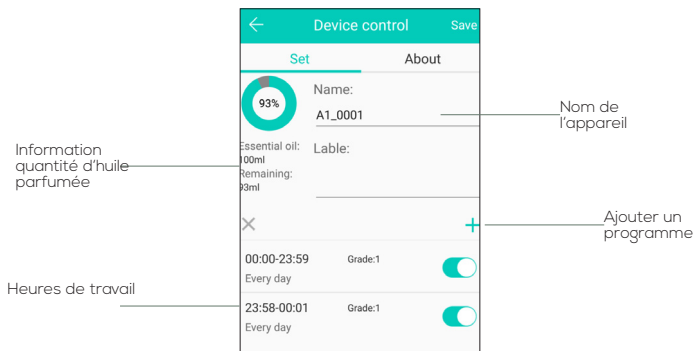 Device control Save
Set About
93%
Name:
A1_0001
Nom de
l'appareil
Information
quantité d'huile
parfumée
Essential oil:
100ml
Remaining:
93ml
Lable:
Ajouter un
programme
00:00-23:59 Grade:1
Every day
Heures de travail
23:58-00:01 Grade:1
Every day